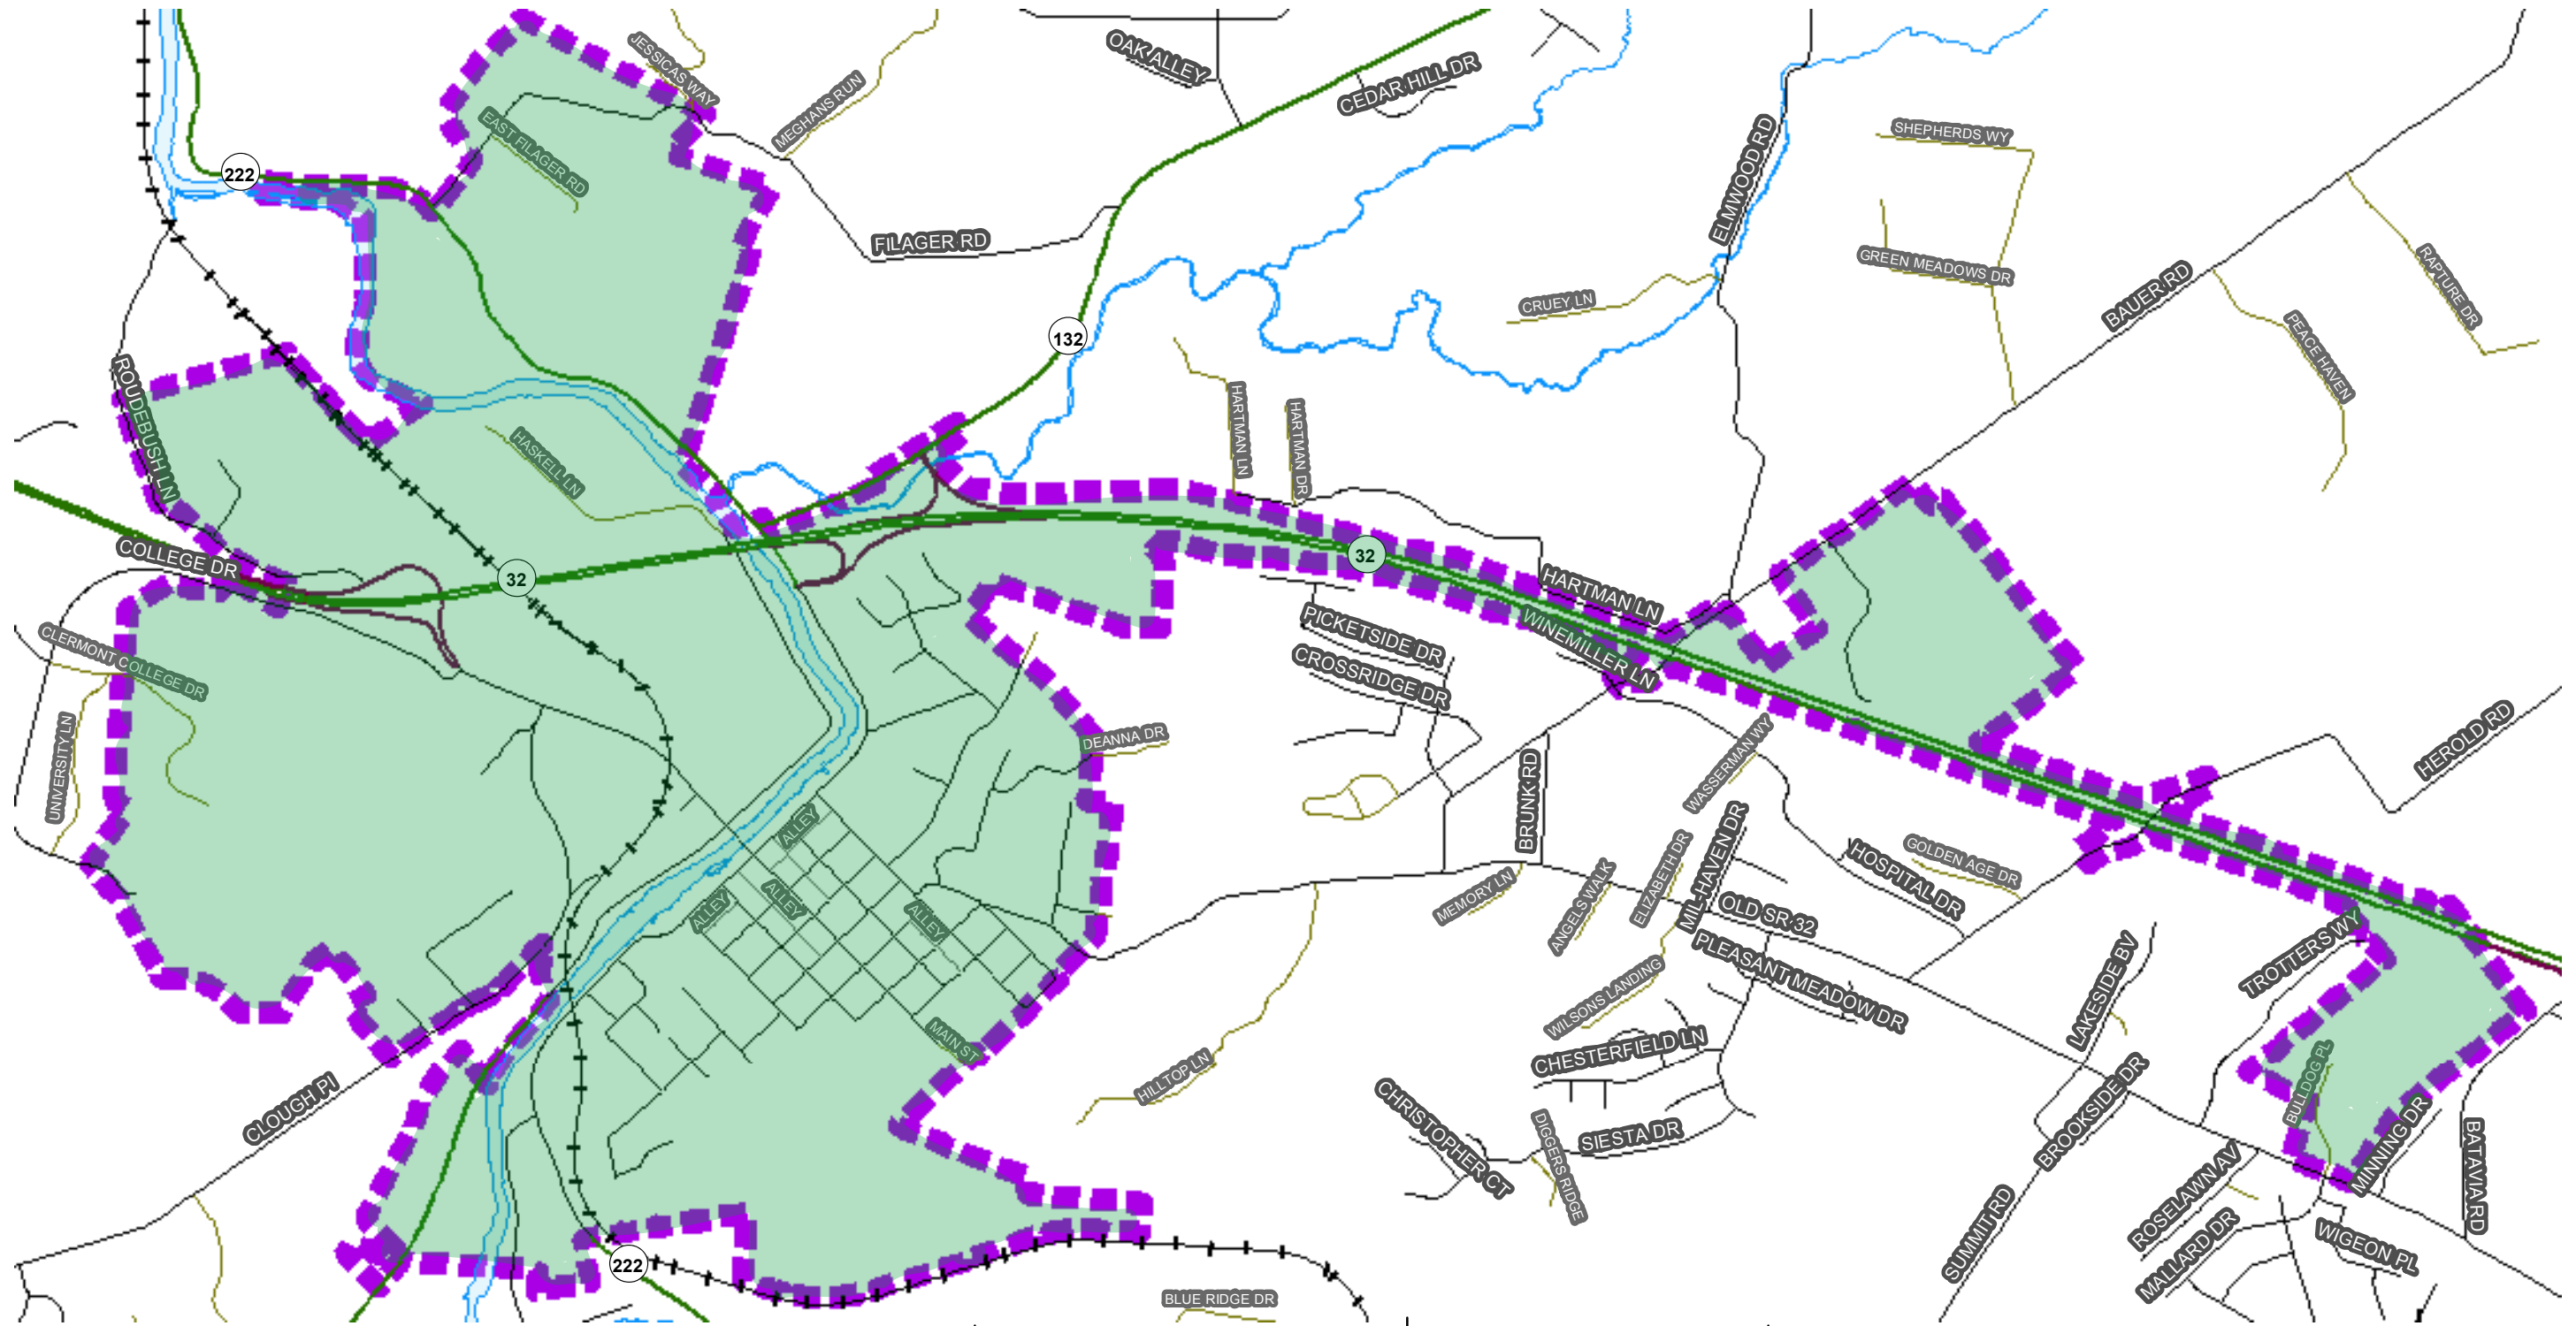 OAK ALLEY
JESSICAS WAY
CEDAR HILL DR
MEGHANS RUN
EAST FILAGER RD
SHEPHERDS WY
ELMWOOD RD
222
FILAGER RD
GREEN MEADOWS DR
RAPTURE DR
BAUER RD
CRUEY LN
132
PEACE HAVEN
ROUDEBUSH LN
HARTMAN LN
HARTMAN DR
HASKELL LN
COLLEGE DR
32
32
HARTMAN LN
WINEMILLER LN
PICKETSIDE DR
CROSSRIDGE DR
CLERMONT COLLEGE DR
UNIVERSITY LN
DEANNA DR
WASSERMAN WY
HEROLD RD
BRUNK RD
ALLEY
ALLEY
ALLEY
ALLEY
MIL-HAVEN DR
ELIZABETH DR
ANGELS WALK
MEMORY LN
HOSPITAL DR
GOLDEN AGE DR
OLD SR 32
PLEASANT MEADOW DR
WILSONS LANDING
LAKESIDE BV
TROTTERS WY
MAIN ST
HILLTOP LN
CHESTERFIELD LN
BULLDOG PL
CLOUGH PI
CHRISTOPHER CT
SIESTA DR
DIGGERS RIDGE
BROOKSIDE DR
MINNING DR
BATAVIA RD
SUMMIT RD
ROSELAWN AV
MALLARD DR
WIGEON PL
222
BLUE RIDGE DR